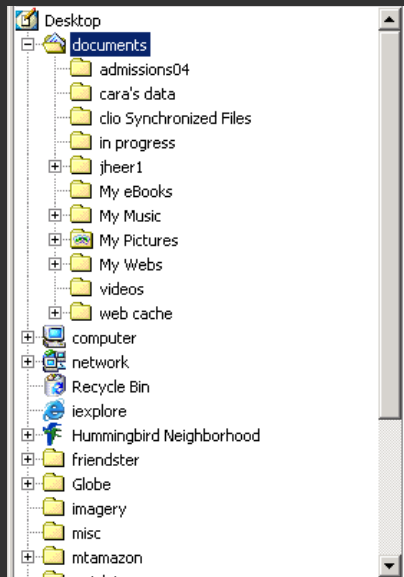 Desktop
documents
admissions04
cara's data
clio Synchronized Files
in progress
jheer1
My eBooks
My Music
My Pictures
My Webs
videos
web cache
computer
network
Recycle Bin
iexplore
Hummingbird Neighborhood
friendster
Globe
imagery
misc
mtamazon